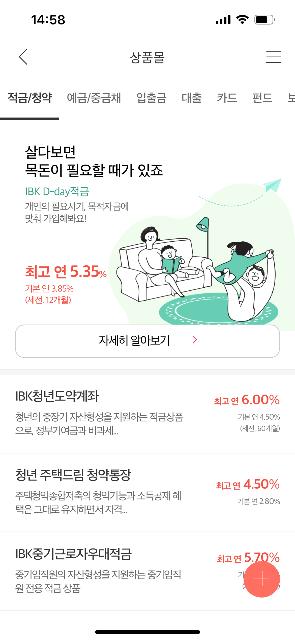 14:58
상품몰
적금/청약 예금/중금채 입출금 대출 카드 펀드
살다보면
목돈이 필요할 때가 있죠
IBK D-day적금
개인의 필요시기, 목적자금에
맞춰 가입해봐요!
최고 연 5.35%
기본 연 3.85%
(세전, 12개월)
자세히 알아보기
IBK청년도약계좌
최고 연 6.00%
청년의 중장기 자산형성을 지원하는 적금상품
으로, 정부기여금과 비과세...
기본 연 4.50%
(세전, 60개월)
청년 주택드림 청약통장
최고 연 4.50%
주택청약종합저축의 청약기능과 소득공제 혜
택은 그대로 유지하면서 자격...
기본 연 2.80%
IBK중기근로자우대적금
최고 연 5.70%
중기임직원의 자산형성을 지원하는 중기임직
원 전용 적금 상품